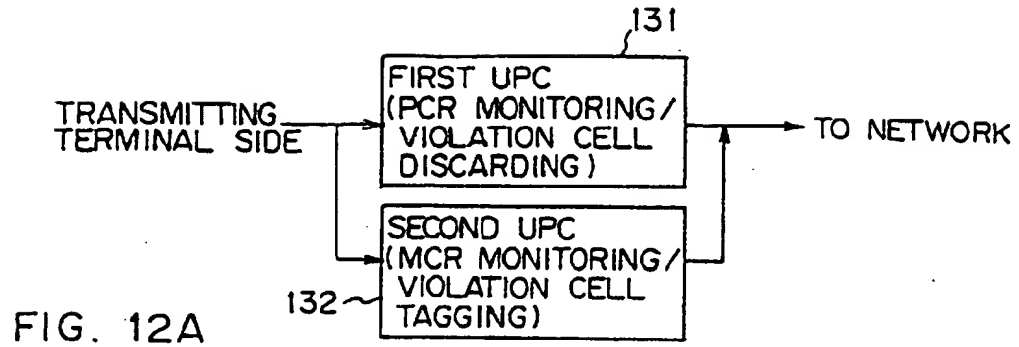 131
FIRST UPC
(PCR MONITORING/
VIOLATION CELL
DISCARDING)
TRANSMITTING
TERMINAL SIDE
TO NETWORK
SECOND UPC
(MCR MONITORING/
VIOLATION CELL
TAGGING)
132
FIG. 12A